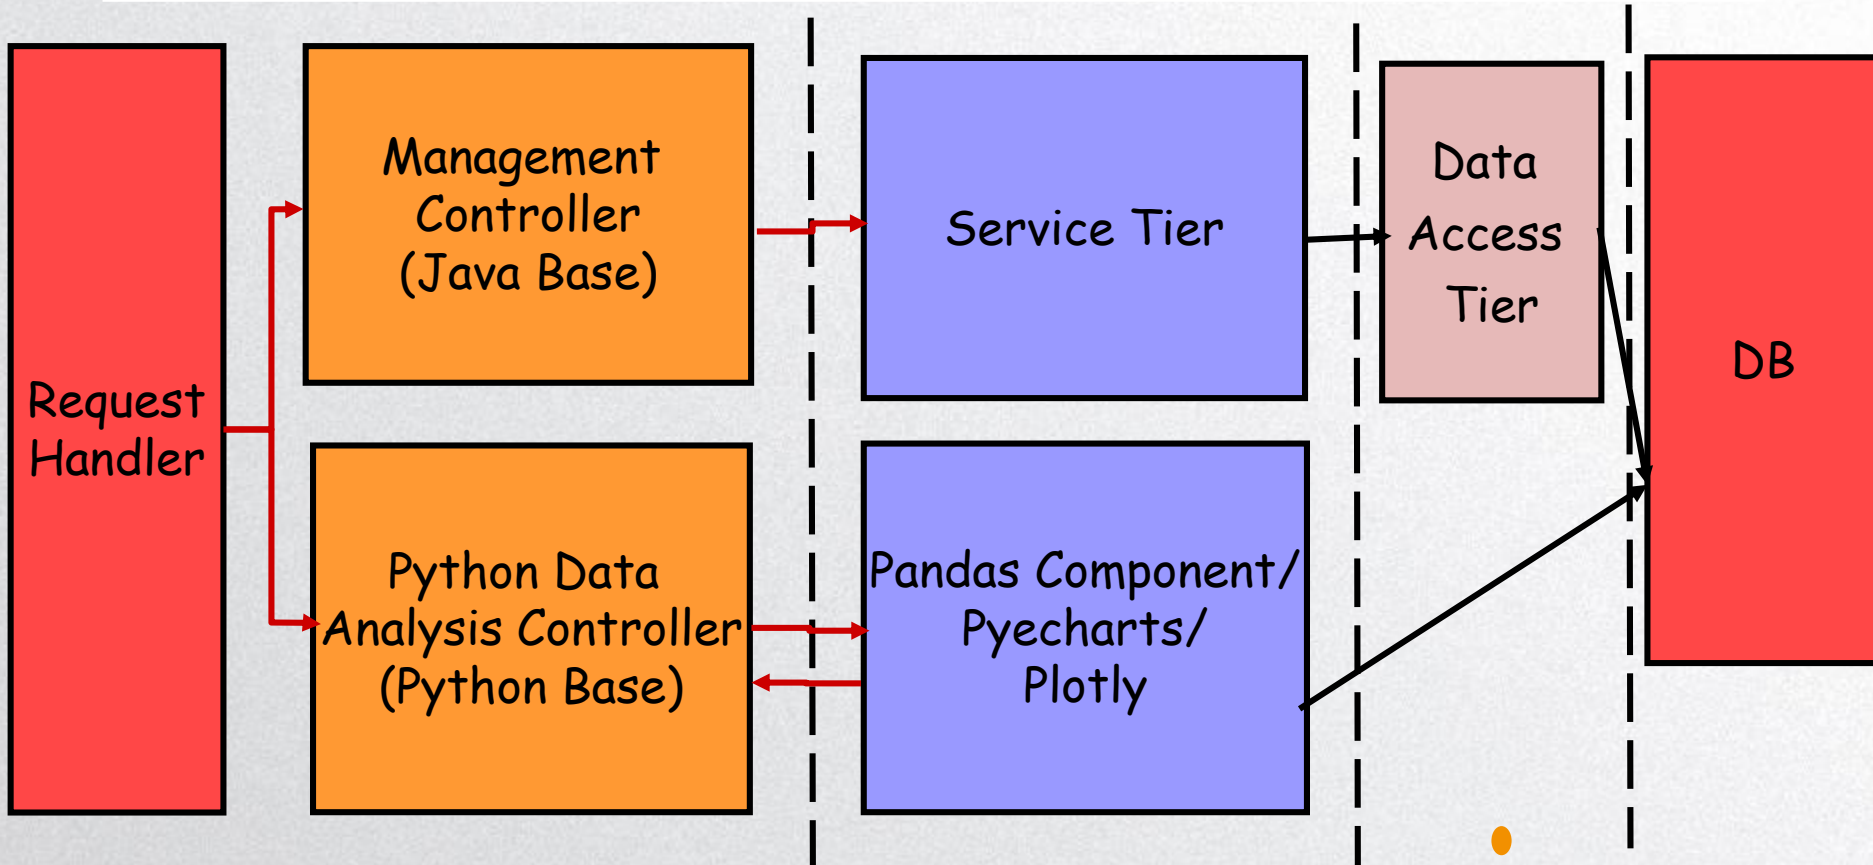 Request
Handler
Management
Controller
(Java Base)
Python Data
Analysis Controller
(Python Base)
Service Tier
Pandas Component/
Pyecharts/
Plotly
Data
Access
Tier
DB